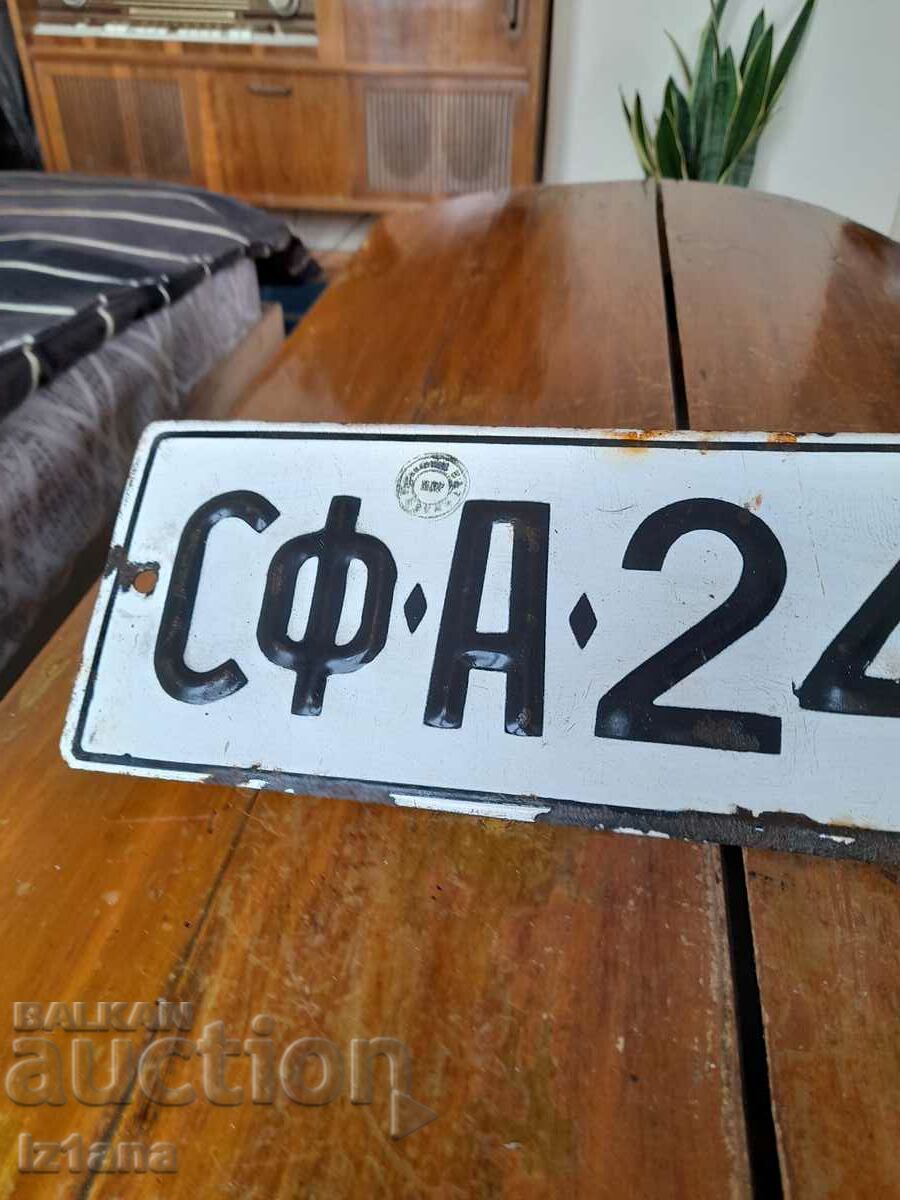 СФ·А·24
BALKAN
auction
Iz1ana